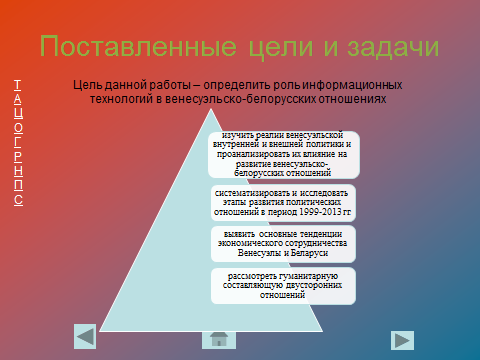 Поставленные цели и задачи
Т
А
Ц
О
Г
Р
Н
П
С
Цель данной работы – определить роль информационных
технологий в венесуэльско-белорусских отношениях
изучить реалии венесуэльской
внутренней и внешней политики и
проанализировать их влияние на
развитие венесуэльско-
белорусских отношений
систематизировать и исследовать
этапы развития политических
отношений в период 1999-2013 гг
выявить основные тенденции
экономического сотрудничества
Венесуэлы и Беларуси
рассмотреть гуманитарную
составляющую двусторонних
отношений